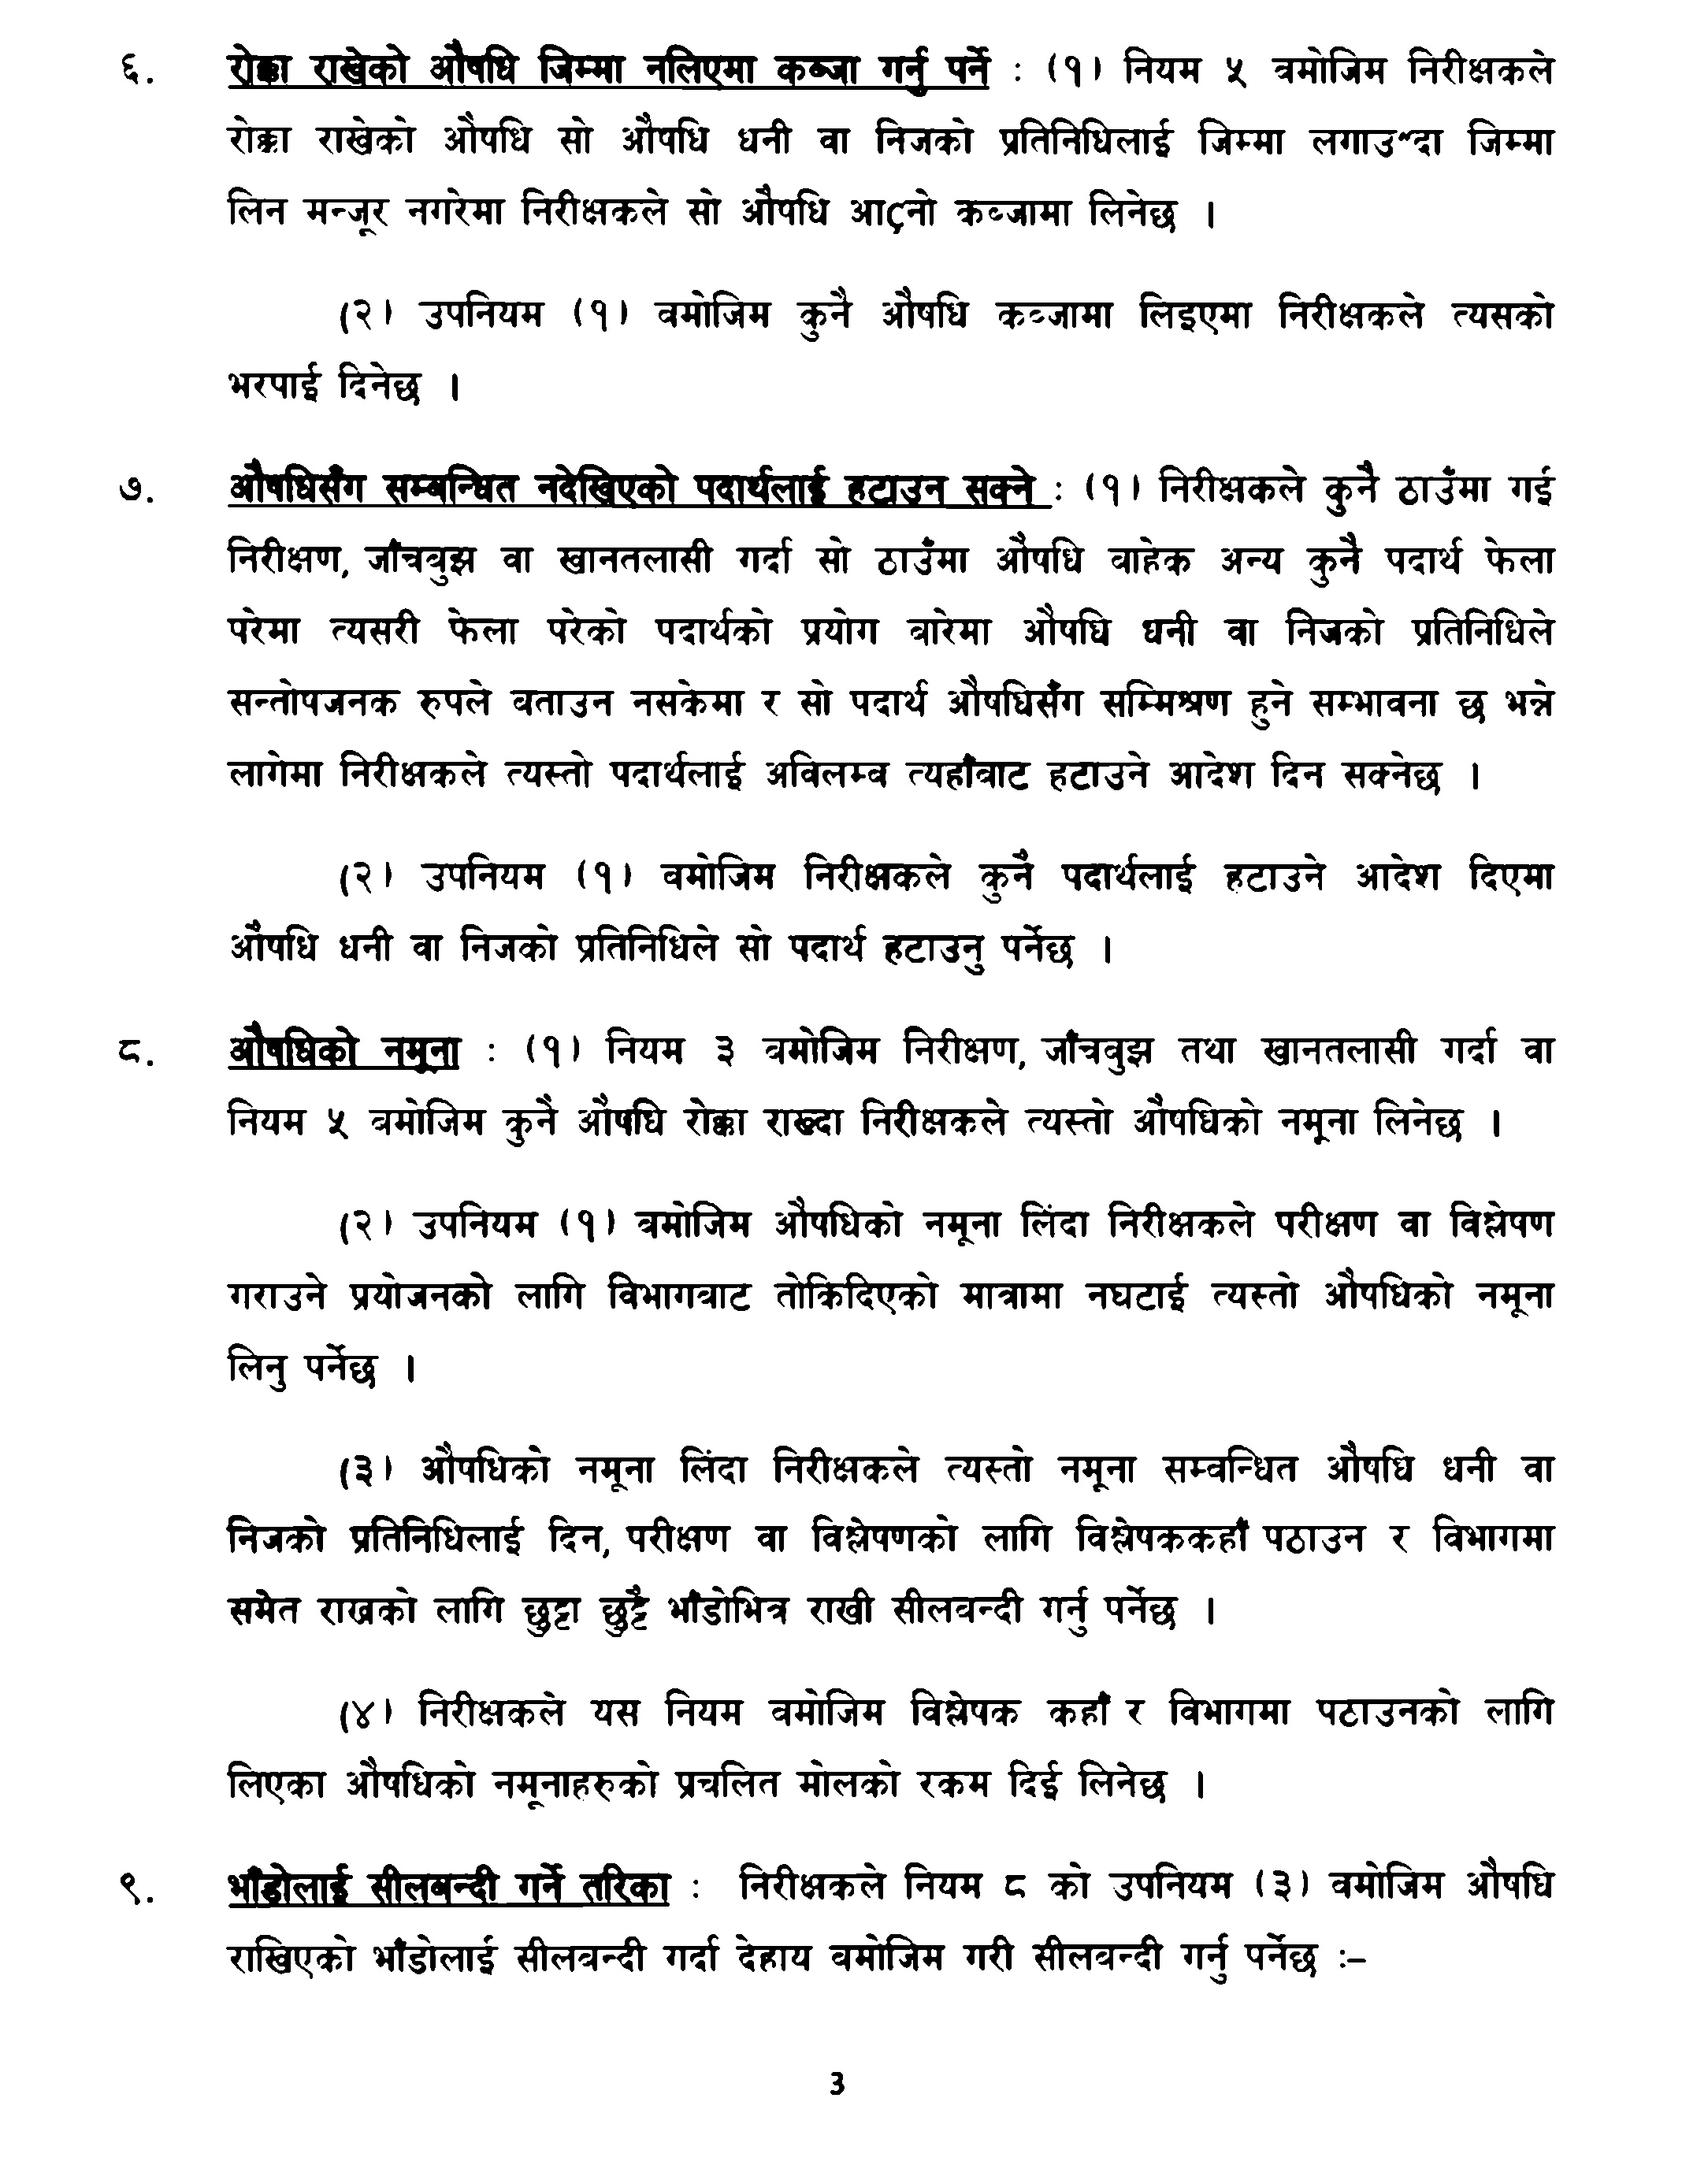 ६. रोक्का राखेको औषधि जिम्मा नलिएमा कब्जा गर्नु पर्ने : (१) नियम ५ बमोजिम निरीक्षकले
रोक्का राखेको औषधि सो औषधि धनी वा निजको प्रतिनिधिलाई जिम्मा लगाउ“दा जिम्मा
लिन मन्जूर नगरेमा निरीक्षकले सो औषधि आϛनो कब्जामा लिनेछ ।
(२) उपनियम (१) बमोजिम कुनै औषधि कब्जामा लिइएमा निरीक्षकले त्यसको
भरपाई दिनेछ ।
७. औषधिसँग सम्बन्धित नदेखिएको पदार्थलाई हटाउन सक्ने : (१) निरीक्षकले कुनै ठाउँमा गई
निरीक्षण, जाँचबुझ वा खानतलासी गर्दा सो ठाउँमा औषधि बाहेक अन्य कुनै पदार्थ फेला
परेमा त्यसरी फेला परेको पदार्थको प्रयोग बारेमा औषधि धनी वा निजको प्रतिनिधिले
सन्तोषजनक रुपले बताउन नसकेमा र सो पदार्थ औषधिसँग सम्मिश्रण हुने सम्भावना छ भन्ने
लागेमा निरीक्षकले त्यस्तो पदार्थलाई अविलम्ब त्यहाँबाट हटाउने आदेश दिन सक्नेछ ।
(२) उपनियम (१) बमोजिम निरीक्षकले कुनै पदार्थलाई हटाउने आदेश दिएमा
औषधि धनी वा निजको प्रतिनिधिले सो पदार्थ हटाउनु पर्नेछ ।
८. औषधिको नमूना : (१) नियम ३ बमोजिम निरीक्षण, जाँचबुझ तथा खानतलासी गर्दा वा
नियम ५ बमोजिम कुनै औषधि रोक्का राख्दा निरीक्षकले त्यस्तो औषधिको नमूना लिनेछ ।
(२) उपनियम (१) बमोजिम औषधिको नमूना लिंदा निरीक्षकले परीक्षण वा विश्लेषण
गराउने प्रयोजनको लागि विभागबाट तोकिदिएको मात्रामा नघटाई त्यस्तो औषधिको नमूना
लिनु पर्नेछ ।
(३) औषधिको नमूना लिंदा निरीक्षकले त्यस्तो नमूना सम्बन्धित औषधि धनी वा
निजको प्रतिनिधिलाई दिन, परीक्षण वा विश्लेषणको लागि विश्लेषककहाँ पठाउन र विभागमा
समेत राख्नको लागि छुट्टा छुट्टै भाँडोभित्र राखी सीलबन्दी गर्नु पर्नेछ ।
(४) निरीक्षकले यस नियम बमोजिम विश्लेषक कहाँ र विभागमा पठाउनको लागि
लिएका औषधिको नमूनाहरुको प्रचलित मोलको रकम दिई लिनेछ ।
९. भाँडोलाई सीलबन्दी गर्ने तरिका : निरीक्षकले नियम ८ को उपनियम (३) बमोजिम औषधि
राखिएको भाँडोलाई सीलबन्दी गर्दा देहाय बमोजिम गरी सीलबन्दी गर्नु पर्नेछ :–
३